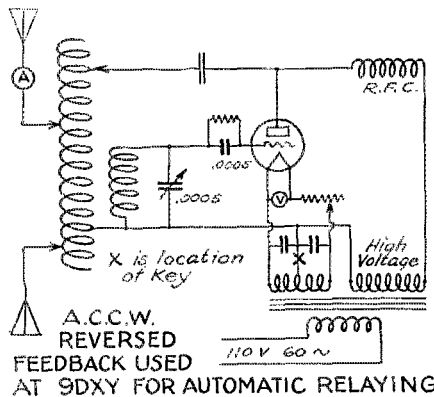 A
R.F.C.
.0005
.0005
V
X is location
of Key
X
High
Voltage
A.C.C.W.
REVERSED
FEEDBACK USED
110 V 60 ~
AT 9DXY FOR AUTOMATIC RELAYING